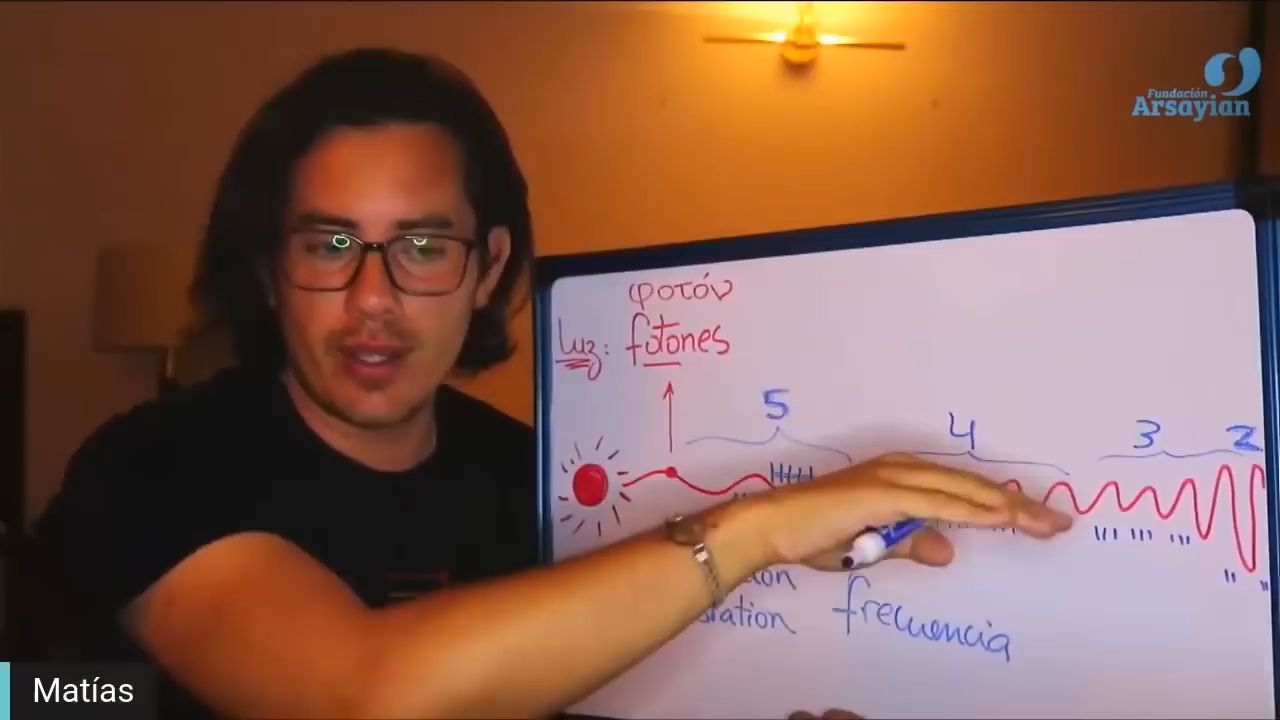 Fundación
Arsayian
φοτόν
Luz: fotones
5
4
3
2
frecuencia
Matías